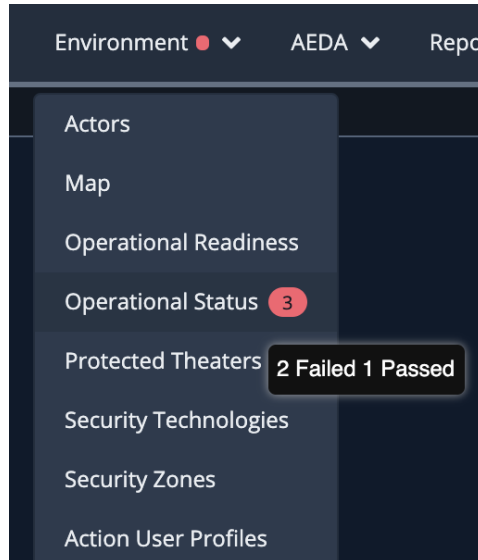 Environment AEDA Repo
Actors
Map
Operational Readiness
Operational Status 3
Protected Theaters
2 Failed 1 Passed
Security Technologies
Security Zones
Action User Profiles